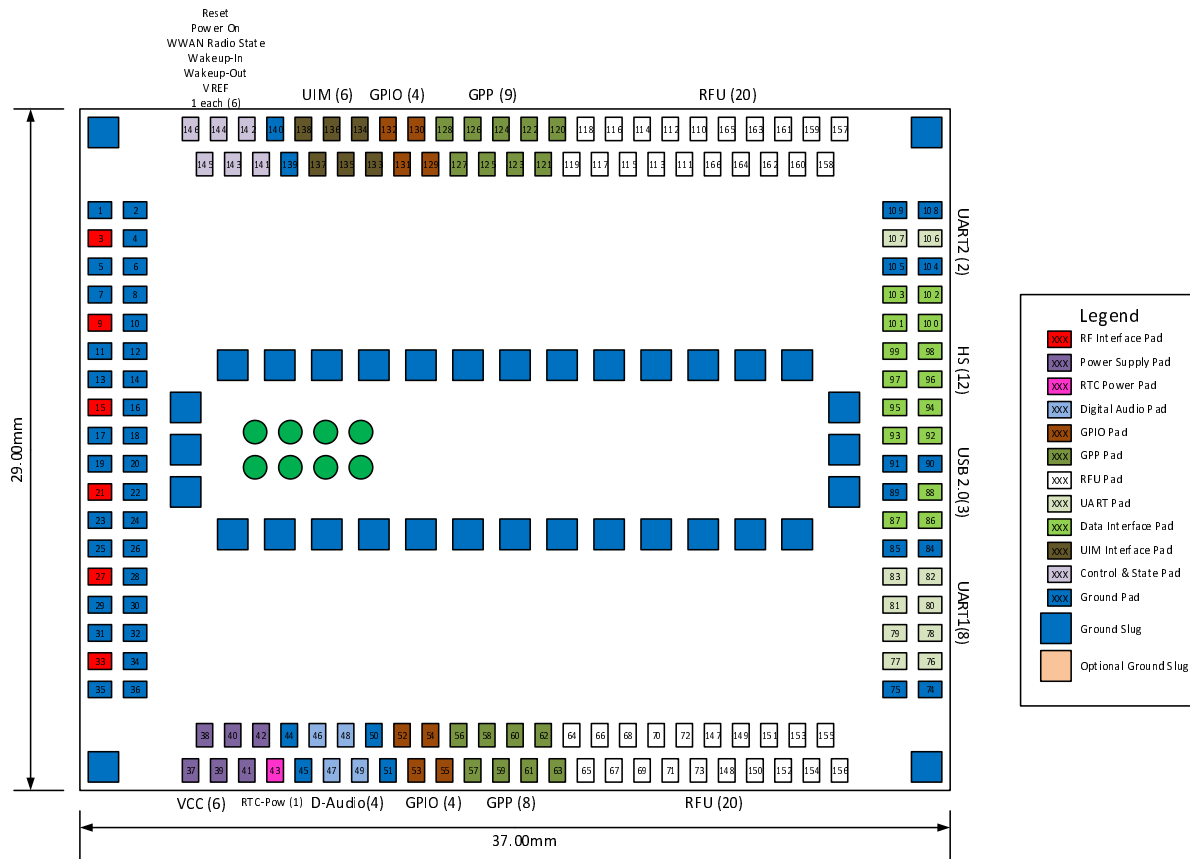 Reset
Power On
WWAN Radio State
Wakeup-In
Wakeup-Out
VREF
1 each (6)
UIM (6) GPIO (4) GPP (9) RFU (20)
146 144 142 140 138 136 134 132 130 128 126 124 122 120 118 116 114 112 110 165 163 161 159 157
145 143 141 139 137 135 133 131 129 127 125 123 121 119 117 115 113 111 166 164 162 160 158
1 2 109 108
3 4 107 106
5 6 105 104
7 8 103 102
9 10 101 100
11 12 99 98
13 14 97 96
15 16 95 94
17 18 93 92
19 20 91 90
21 22 89 88
23 24 87 86
25 26 85 84
27 28 83 82
29 30 81 80
31 32 79 78
33 34 77 76
35 36 75 74
UART2 (2)
HS (12)
USB 2.0(3)
UART1(8)
29.00mm
38 40 42 44 46 48 50 52 54 56 58 60 62 64 66 68 70 72 147 149 151 153 155
37 39 41 43 45 47 49 51 53 55 57 59 61 63 65 67 69 71 73 148 150 152 154 156
VCC (6) RTC-Pow (1) D-Audio(4) GPIO (4) GPP (8) RFU (20)
37.00mm
Legend
XXX RF Interface Pad
XXX Power Supply Pad
XXX RTC Power Pad
XXX Digital Audio Pad
XXX GPIO Pad
XXX GPP Pad
XXX RFU Pad
XXX UART Pad
XXX Data Interface Pad
XXX UIM Interface Pad
XXX Control & State Pad
XXX Ground Pad
Ground Slug
Optional Ground Slug